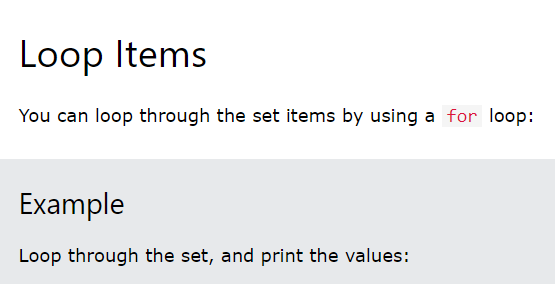 Loop Items
You can loop through the set items by using a for loop:
Example
Loop through the set, and print the values: